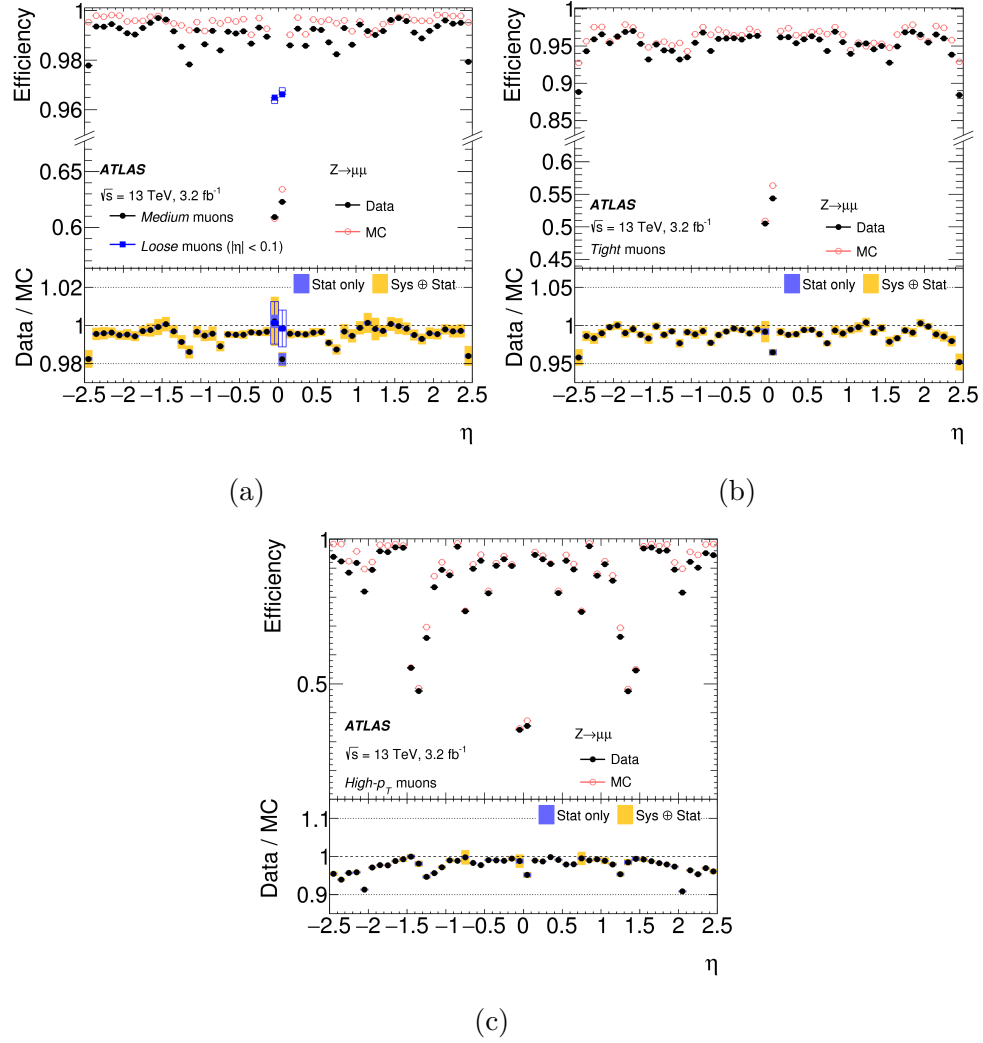 Efficiency
1
0.98
0.96
0.65
0.6
ATLAS
√s = 13 TeV, 3.2 fb⁻¹
Medium muons
Loose muons (|η| < 0.1)
Z→μμ
Data
MC
Data / MC
1.02
1
0.98
Stat only
Sys ⊕ Stat
−2.5 −2 −1.5 −1 −0.5 0 0.5 1 1.5 2 2.5
η
(a)
Efficiency
1
0.95
0.9
0.85
0.6
0.55
0.5
0.45
ATLAS
√s = 13 TeV, 3.2 fb⁻¹
Tight muons
Z→μμ
Data
MC
Data / MC
1.05
1
0.95
Stat only
Sys ⊕ Stat
−2.5 −2 −1.5 −1 −0.5 0 0.5 1 1.5 2 2.5
η
(b)
Efficiency
1
0.5
ATLAS
√s = 13 TeV, 3.2 fb⁻¹
High-p_T muons
Z→μμ
Data
MC
Data / MC
1.1
1
0.9
Stat only
Sys ⊕ Stat
−2.5 −2 −1.5 −1 −0.5 0 0.5 1 1.5 2 2.5
η
(c)